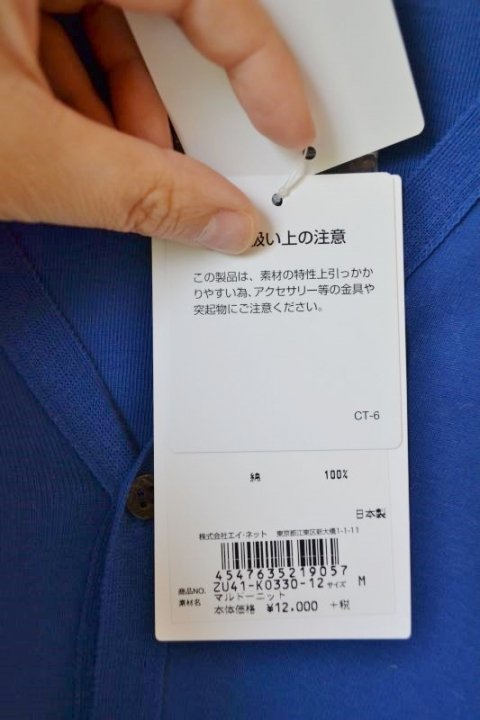 扱い上の注意
この製品は、素材の特性上引っかか
りやすい為、アクセサリー等の金具や
突起物にご注意ください。
CT-6
綿 100%
日本製
株式会社エイ・ネット 東京都江東区新大橋1-1-11
4547635219057
商品NO. ZU41-K0330-12 サイズ M
素材名 マルドーニット
本体価格 ¥12,000 +税